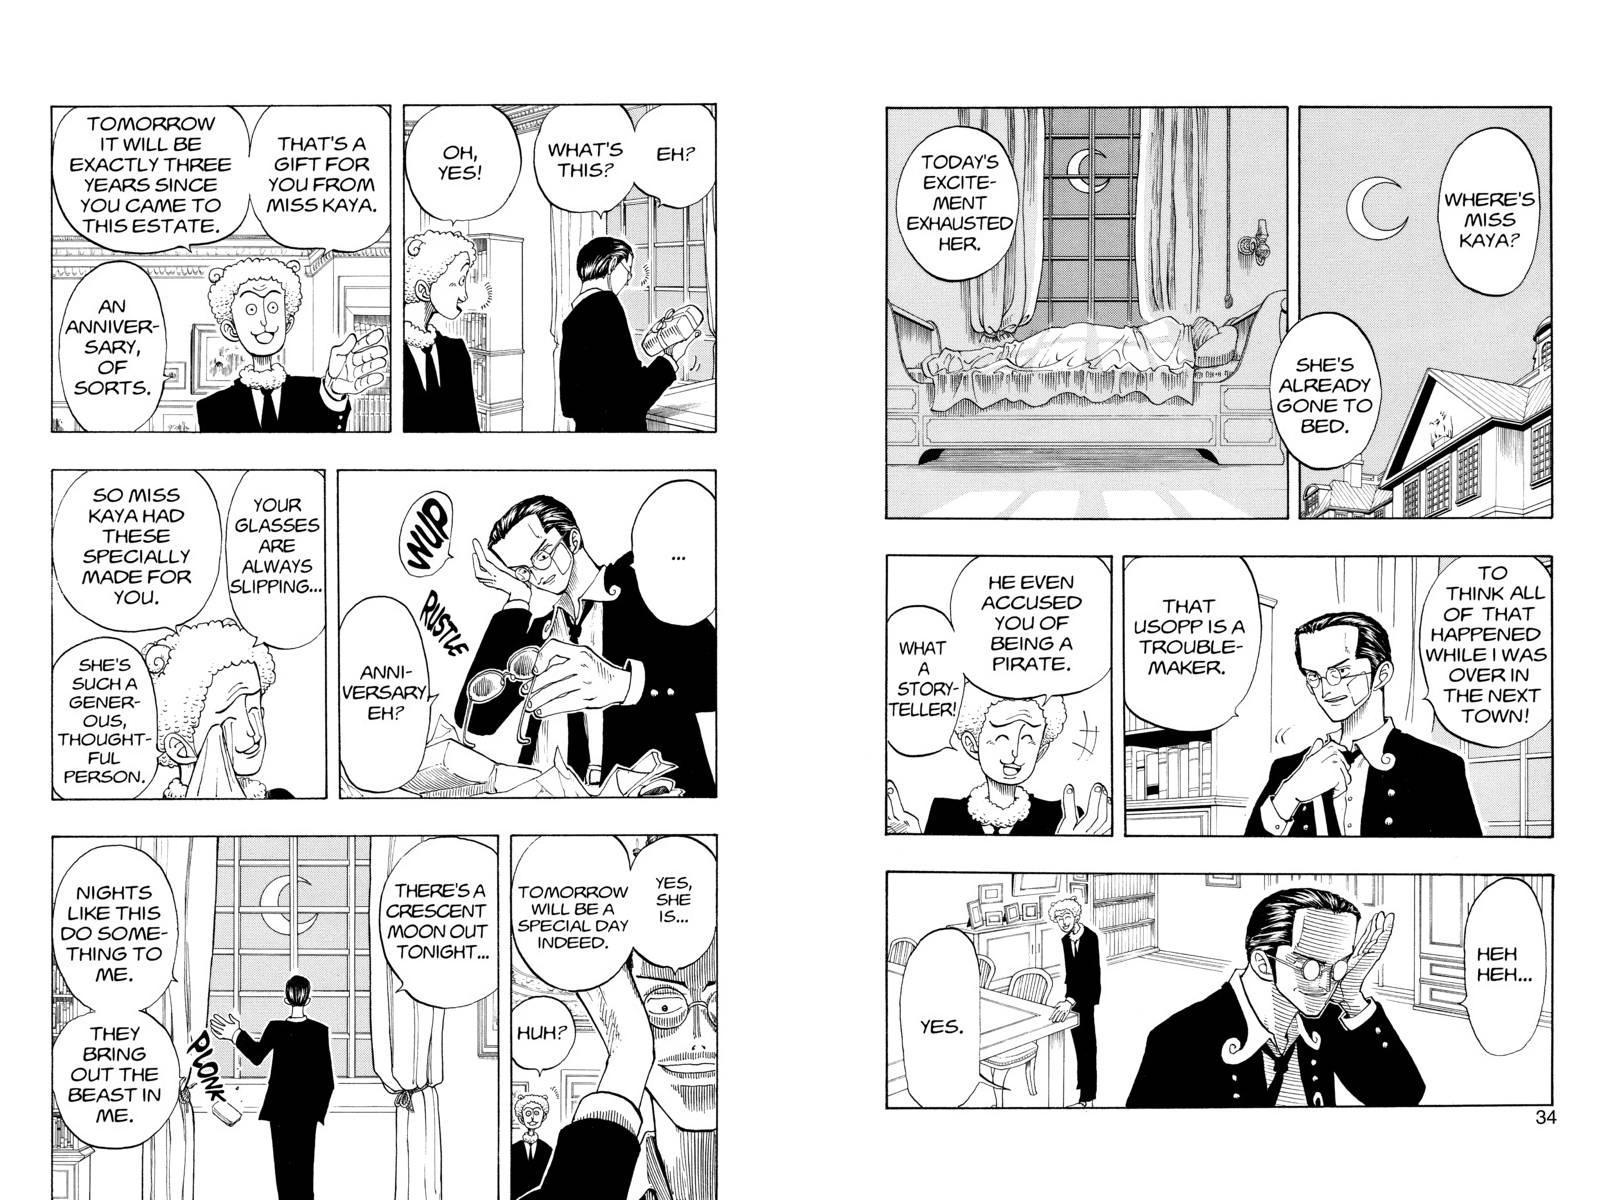 WHERE'S
MISS
KAYA?
SHE'S
ALREADY
GONE TO
BED.
TODAY'S
EXCITE-
MENT
EXHAUSTED
HER.
TO
THINK ALL
OF THAT
HAPPENED
WHILE I WAS
OVER IN
THE NEXT
TOWN!
THAT
USOPP IS A
TROUBLE-
MAKER.
HE EVEN
ACCUSED
YOU OF
BEING A
PIRATE.
WHAT
A
STORY-
TELLER!
HEH
HEH...
YES.
34
EH?
WHAT'S
THIS?
OH,
YES!
THAT'S A
GIFT FOR
YOU FROM
MISS KAYA.
TOMORROW
IT WILL BE
EXACTLY THREE
YEARS SINCE
YOU CAME TO
THIS ESTATE.
AN
ANNIVER-
SARY,
OF
SORTS.
...
WUP
RUSTLE
ANNI-
VERSARY,
EH?
YOUR
GLASSES
ARE
ALWAYS
SLIPPING...
SO MISS
KAYA HAD
THESE
SPECIALLY
MADE FOR
YOU.
SHE'S
SUCH A
GENER-
OUS,
THOUGHT-
FUL
PERSON.
YES,
SHE
IS...
TOMORROW
WILL BE A
SPECIAL DAY
INDEED.
HUH?
THERE'S A
CRESCENT
MOON OUT
TONIGHT...
NIGHTS
LIKE THIS
DO SOME-
THING TO
ME.
PLONK
THEY
BRING
OUT THE
BEAST IN
ME.